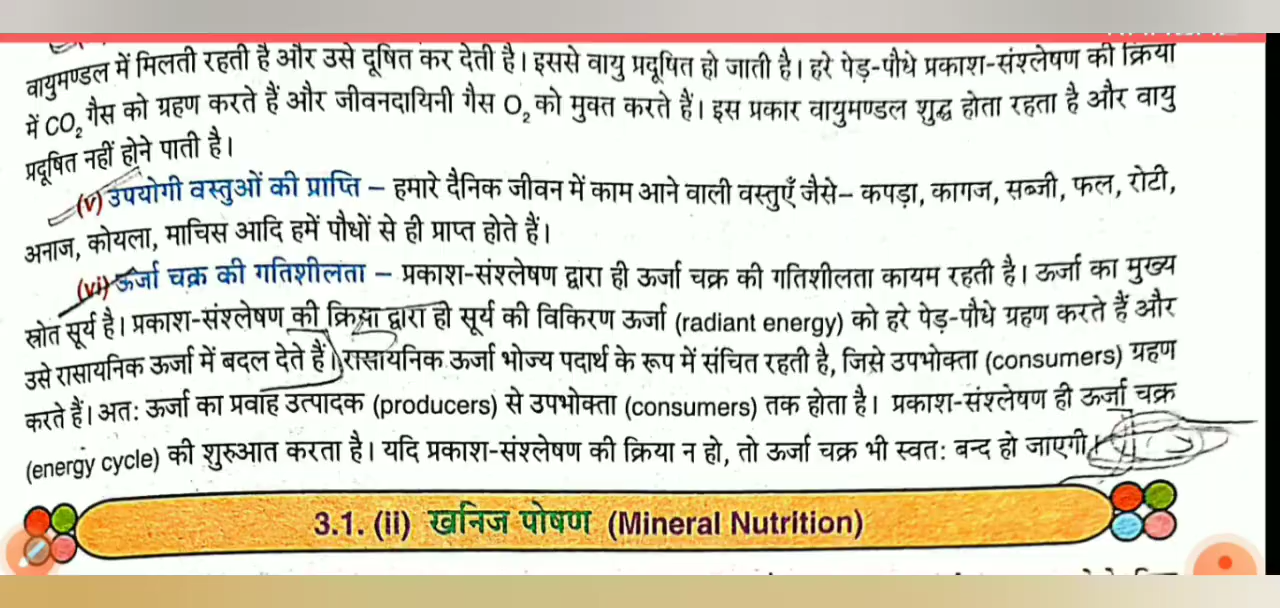 वायुमण्डल में मिलती रहती है और उसे दूषित कर देती है। इससे वायु प्रदूषित हो जाती है। हरे पेड़-पौधे प्रकाश-संश्लेषण की क्रिया
में CO₂ गैस को ग्रहण करते हैं और जीवनदायिनी गैस O₂ को मुक्त करते हैं। इस प्रकार वायुमण्डल शुद्ध होता रहता है और वायु
प्रदूषित नहीं होने पाती है।
(v) उपयोगी वस्तुओं की प्राप्ति – हमारे दैनिक जीवन में काम आने वाली वस्तुएँ जैसे– कपड़ा, कागज, सब्जी, फल, रोटी,
अनाज, कोयला, माचिस आदि हमें पौधों से ही प्राप्त होते हैं।
(vi) ऊर्जा चक्र की गतिशीलता – प्रकाश-संश्लेषण द्वारा ही ऊर्जा चक्र की गतिशीलता कायम रहती है। ऊर्जा का मुख्य
स्रोत सूर्य है। प्रकाश-संश्लेषण की क्रिया द्वारा ही सूर्य की विकिरण ऊर्जा (radiant energy) को हरे पेड़-पौधे ग्रहण करते हैं और
उसे रासायनिक ऊर्जा में बदल देते हैं। रासायनिक ऊर्जा भोज्य पदार्थ के रूप में संचित रहती है, जिसे उपभोक्ता (consumers) ग्रहण
करते हैं। अतः ऊर्जा का प्रवाह उत्पादक (producers) से उपभोक्ता (consumers) तक होता है। प्रकाश-संश्लेषण ही ऊर्जा चक्र
(energy cycle) की शुरुआत करता है। यदि प्रकाश-संश्लेषण की क्रिया न हो, तो ऊर्जा चक्र भी स्वतः बन्द हो जाएगी।
3.1. (ii) खनिज पोषण (Mineral Nutrition)